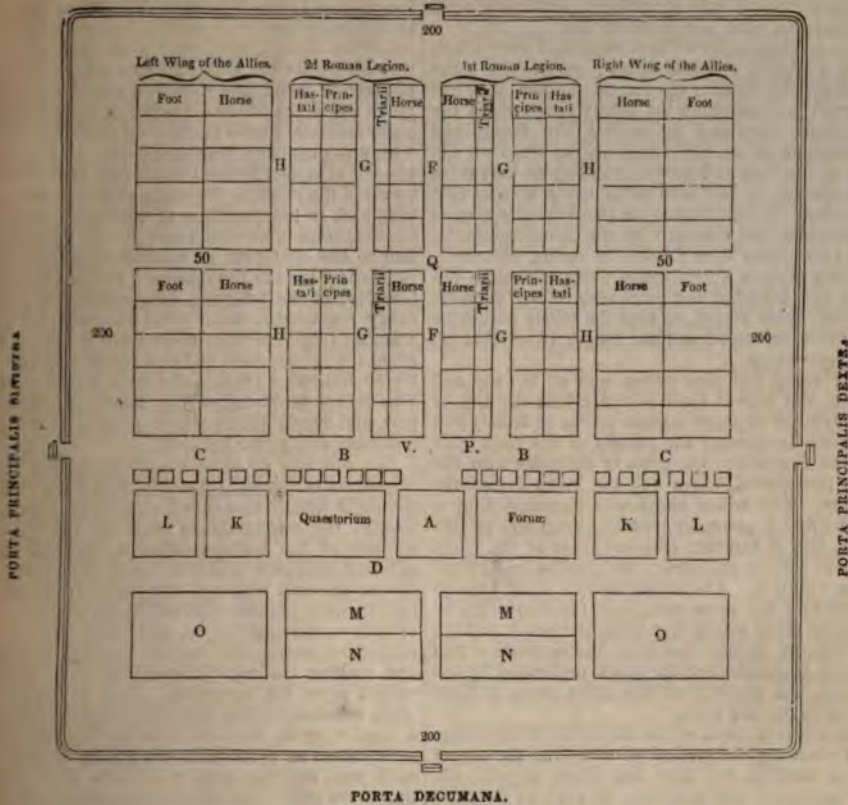 200
Left Wing of the Allies. 2d Roman Legion. 1st Roman Legion. Right Wing of the Allies.
Foot Horse Has- Prin- Triarii Horse Horse Triarii Prin Has Horse Foot
tati cipes cipes tati
H G F G H
50 Q 50
Foot Horse Has- Prin Triarii Horse Horse Triarii Prin- Has- Horse Foot
tati cipes cipes tati
200 H G F G H 200
PORTA PRINCIPALIS SINISTRA
PORTA PRINCIPALIS DEXTRA
C B V. P. B C
L K Quaestorium A Forum K L
D
O M M O
N N
200
PORTA DECUMANA.